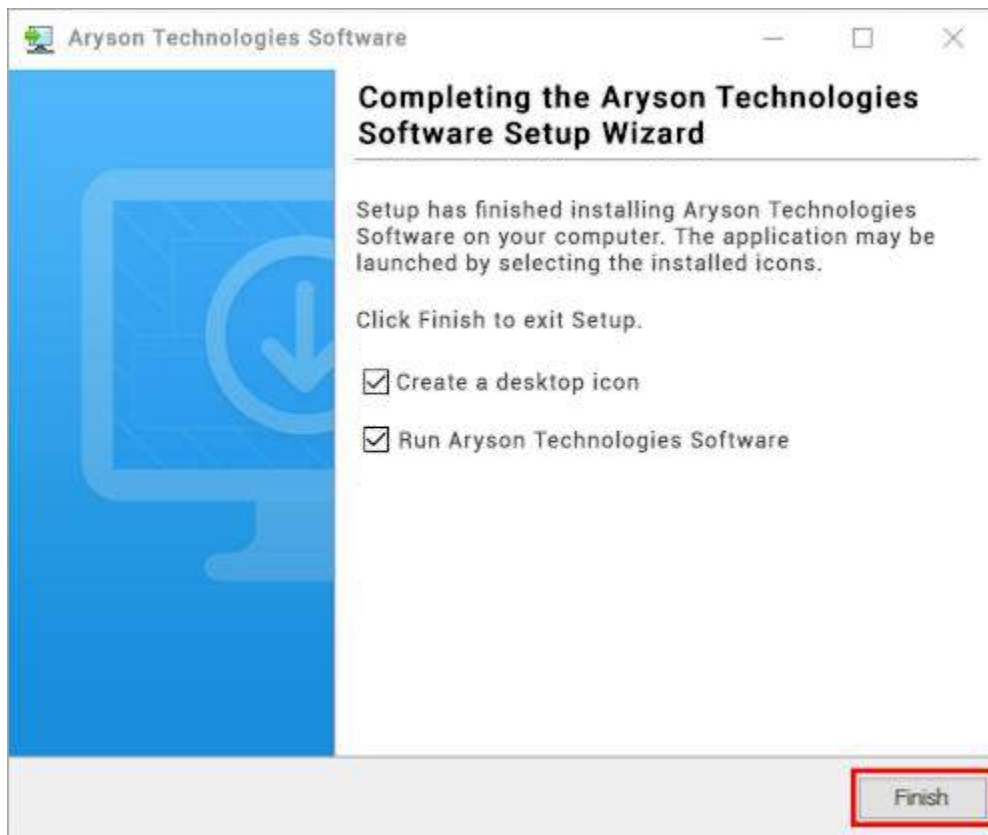 Aryson Technologies Software
Completing the Aryson Technologies
Software Setup Wizard
Setup has finished installing Aryson Technologies
Software on your computer. The application may be
launched by selecting the installed icons.
Click Finish to exit Setup.
Create a desktop icon
Run Aryson Technologies Software
Finish